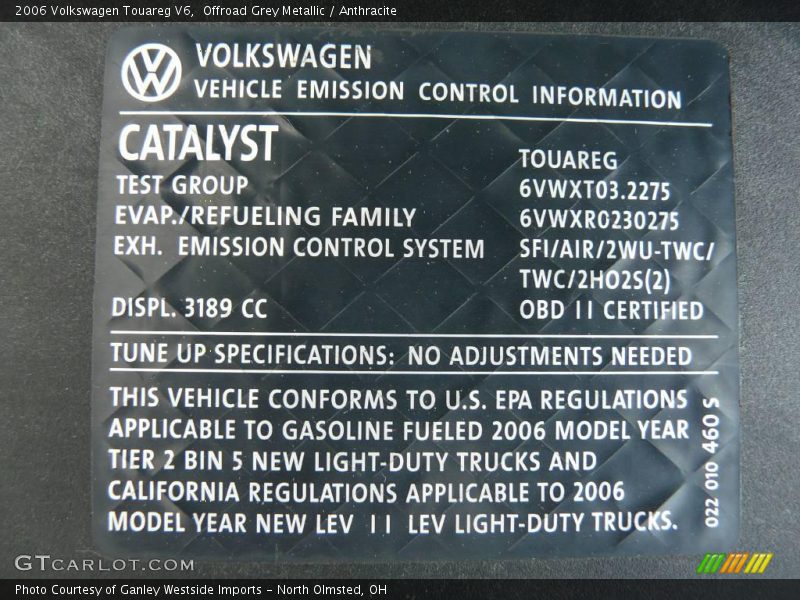 2006 Volkswagen Touareg V6,  Offroad Grey Metallic / Anthracite
VOLKSWAGEN
VEHICLE EMISSION CONTROL INFORMATION
CATALYST
TOUAREG
TEST GROUP 6VWXT03.2275
EVAP./REFUELING FAMILY 6VWXR0230275
EXH. EMISSION CONTROL SYSTEM SFI/AIR/2WU-TWC/
TWC/2HO2S(2)
DISPL. 3189 CC OBD II CERTIFIED
TUNE UP SPECIFICATIONS: NO ADJUSTMENTS NEEDED
THIS VEHICLE CONFORMS TO U.S. EPA REGULATIONS
APPLICABLE TO GASOLINE FUELED 2006 MODEL YEAR
TIER 2 BIN 5 NEW LIGHT-DUTY TRUCKS AND
CALIFORNIA REGULATIONS APPLICABLE TO 2006
MODEL YEAR NEW LEV II LEV LIGHT-DUTY TRUCKS.
022 010 460 S
GTCARLOT.COM
Photo Courtesy of Ganley Westside Imports - North Olmsted, OH